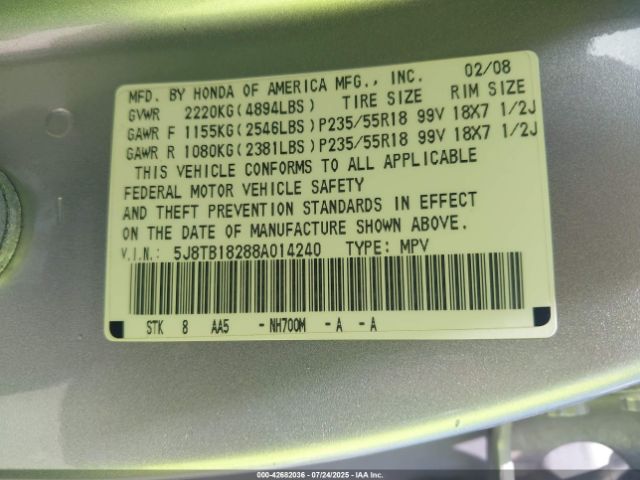 MFD. BY HONDA OF AMERICA MFG., INC. 02/08
GVWR 2220KG(4894LBS) TIRE SIZE RIM SIZE
GAWR F 1155KG(2546LBS)P235/55R18 99V 18X7 1/2J
GAWR R 1080KG(2381LBS)P235/55R18 99V 18X7 1/2J
THIS VEHICLE CONFORMS TO ALL APPLICABLE
FEDERAL MOTOR VEHICLE SAFETY
AND THEFT PREVENTION STANDARDS IN EFFECT
ON THE DATE OF MANUFACTURE SHOWN ABOVE.
V.I.N.: 5J8TB18288A014240 TYPE: MPV
STK 8 AA5 -NH700M -A -A
000-42682036 - 07/24/2025 - IAAI.com